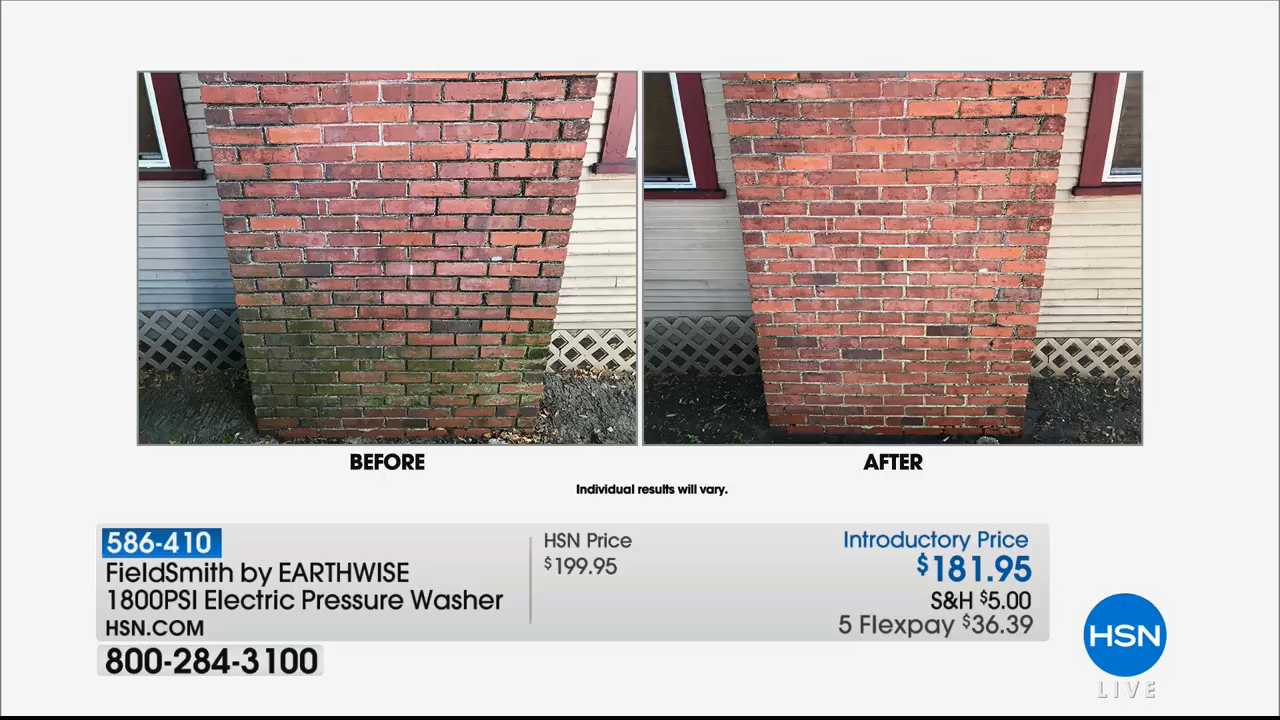 BEFORE
AFTER
Individual results will vary.
586-410
FieldSmith by EARTHWISE
1800PSI Electric Pressure Washer
HSN.COM
800-284-3100
HSN Price
$199.95
Introductory Price
$181.95
S&H $5.00
5 Flexpay $36.39
HSN
LIVE